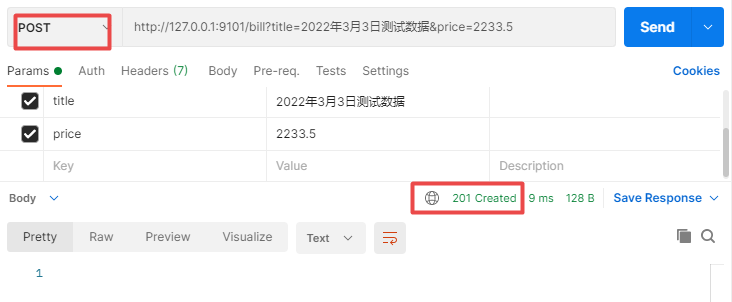 POST http://127.0.0.1:9101/bill?title=2022年3月3日测试数据&price=2233.5 Send
Params Auth Headers (7) Body Pre-req. Tests Settings Cookies
title 2022年3月3日测试数据
price 2233.5
Key Value Description
Body 201 Created 9 ms 128 B Save Response
Pretty Raw Preview Visualize Text
1